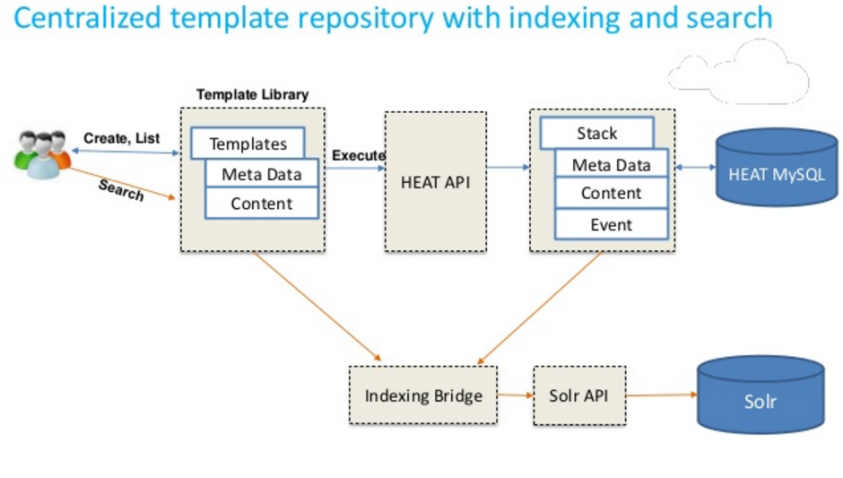 Centralized template repository with indexing and search
Template Library
Create, List
Search
Templates
Meta Data
Content
Execute
HEAT API
Stack
Meta Data
Content
Event
HEAT MySQL
Indexing Bridge
Solr API
Solr